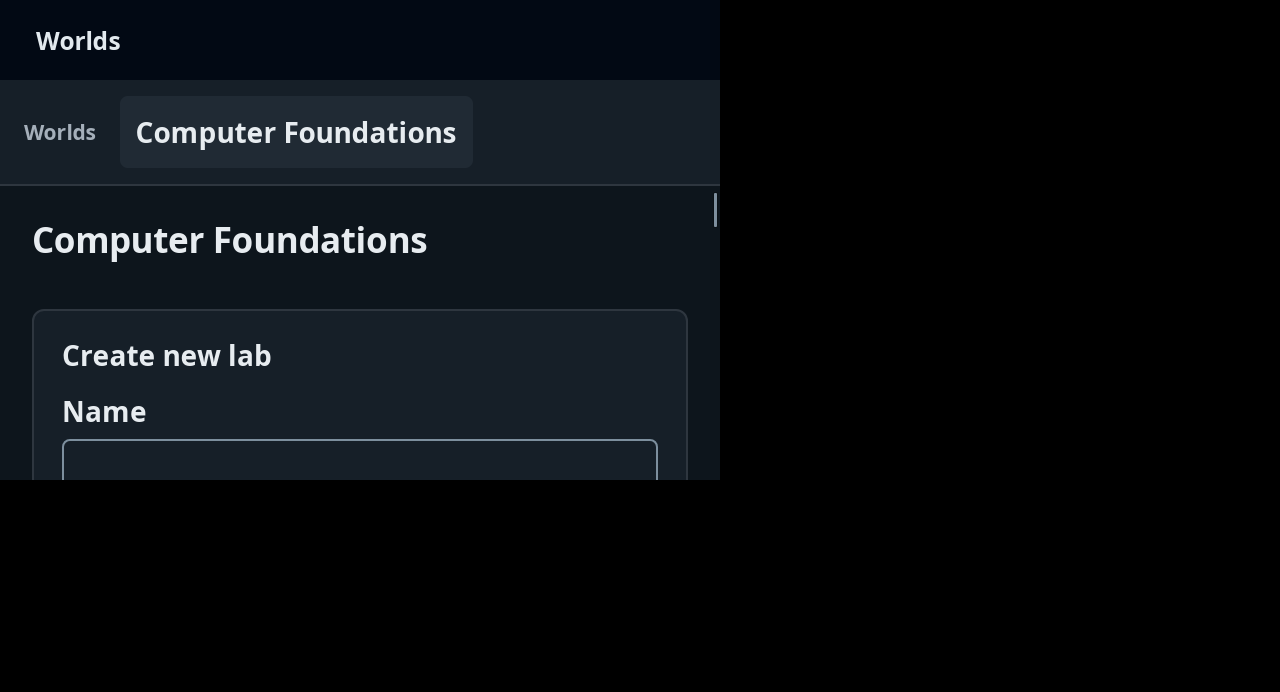 Worlds
Worlds Computer Foundations
Computer Foundations
Create new lab
Name